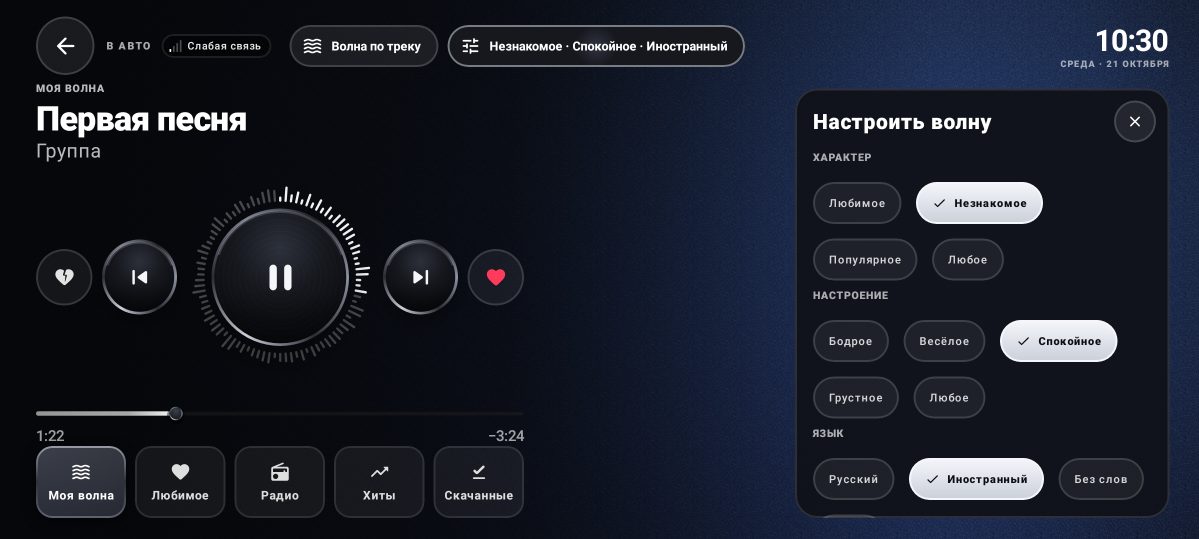 В АВТО
Слабая связь
Волна по треку
Незнакомое · Спокойное · Иностранный
10:30
СРЕДА · 21 ОКТЯБРЯ
МОЯ ВОЛНА
Первая песня
Группа
1:22
−3:24
Моя волна
Любимое
Радио
Хиты
Скачанные
Настроить волну
ХАРАКТЕР
Любимое
Незнакомое
Популярное
Любое
НАСТРОЕНИЕ
Бодрое
Весёлое
Спокойное
Грустное
Любое
ЯЗЫК
Русский
Иностранный
Без слов